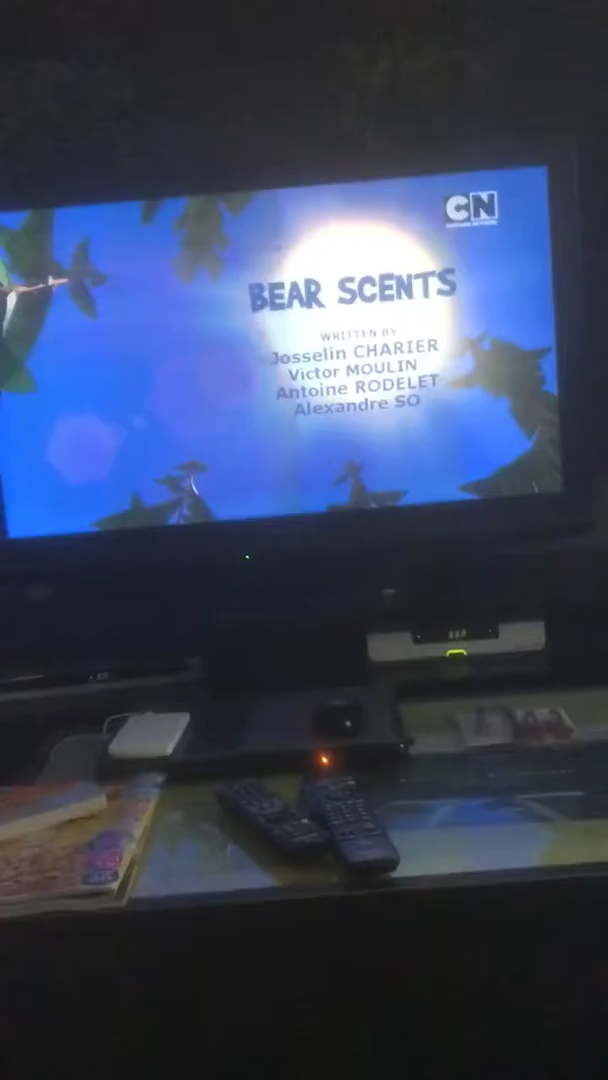 CN
BEAR SCENTS
WRITTEN BY
Josselin CHARIER
Victor MOULIN
Antoine RODELET
Alexandre SO